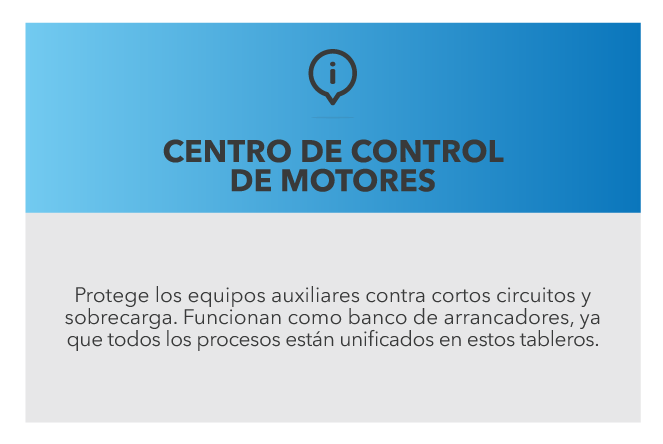 CENTRO DE CONTROL
DE MOTORES
Protege los equipos auxiliares contra cortos circuitos y
sobrecarga. Funcionan como banco de arrancadores, ya
que todos los procesos están unificados en estos tableros.